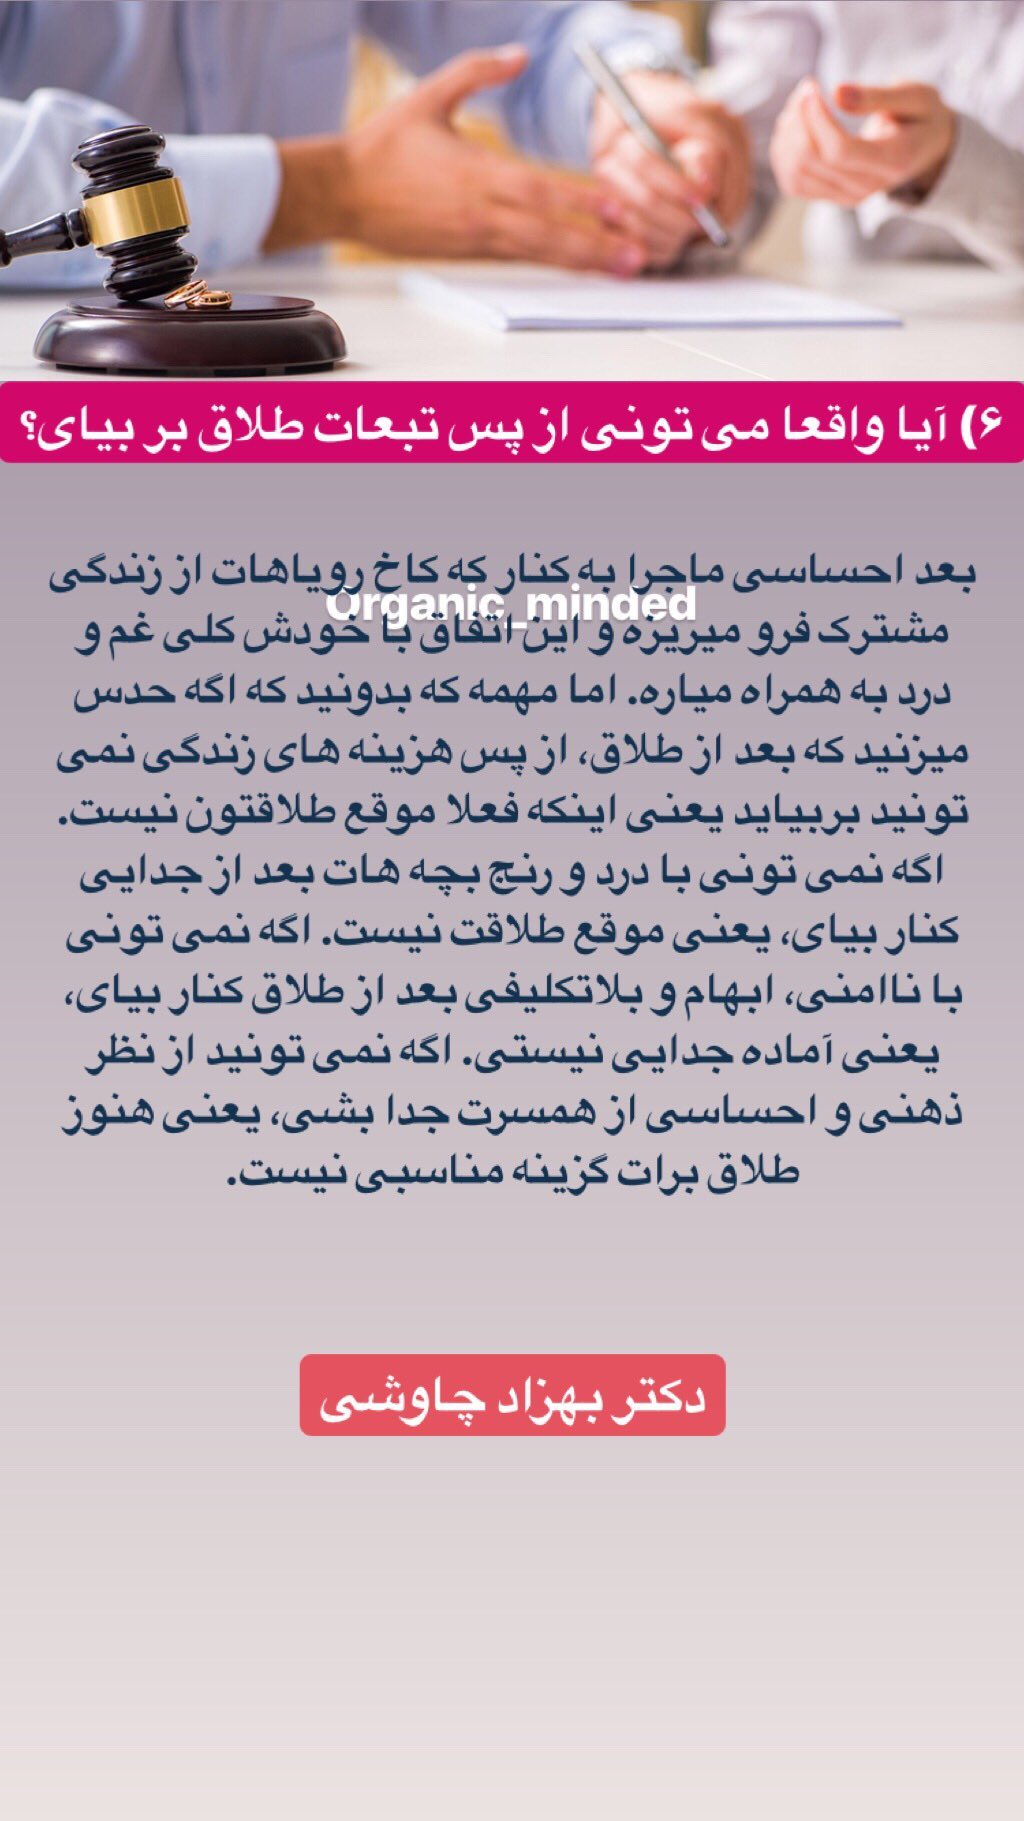 ۶) آیا واقعا می تونی از پس تبعات طلاق بر بیای؟
بعد احساسی ماجرا به کنار که کاخ رویاهات از زندگی
Organic_minded
مشترک فرو میریزه و این اتفاق با خودش کلی غم و
درد به همراه میاره. اما مهمه که بدونید که اگه حدس
میزنید که بعد از طلاق، از پس هزینه های زندگی نمی
تونید بربیاید یعنی اینکه فعلا موقع طلاقتون نیست.
اگه نمی تونی با درد و رنج بچه هات بعد از جدایی
کنار بیای، یعنی موقع طلاقت نیست. اگه نمی تونی
با ناامنی، ابهام و بلاتکلیفی بعد از طلاق کنار بیای،
یعنی آماده جدایی نیستی. اگه نمی تونید از نظر
ذهنی و احساسی از همسرت جدا بشی، یعنی هنوز
طلاق برات گزینه مناسبی نیست.
دکتر بهزاد چاوشی